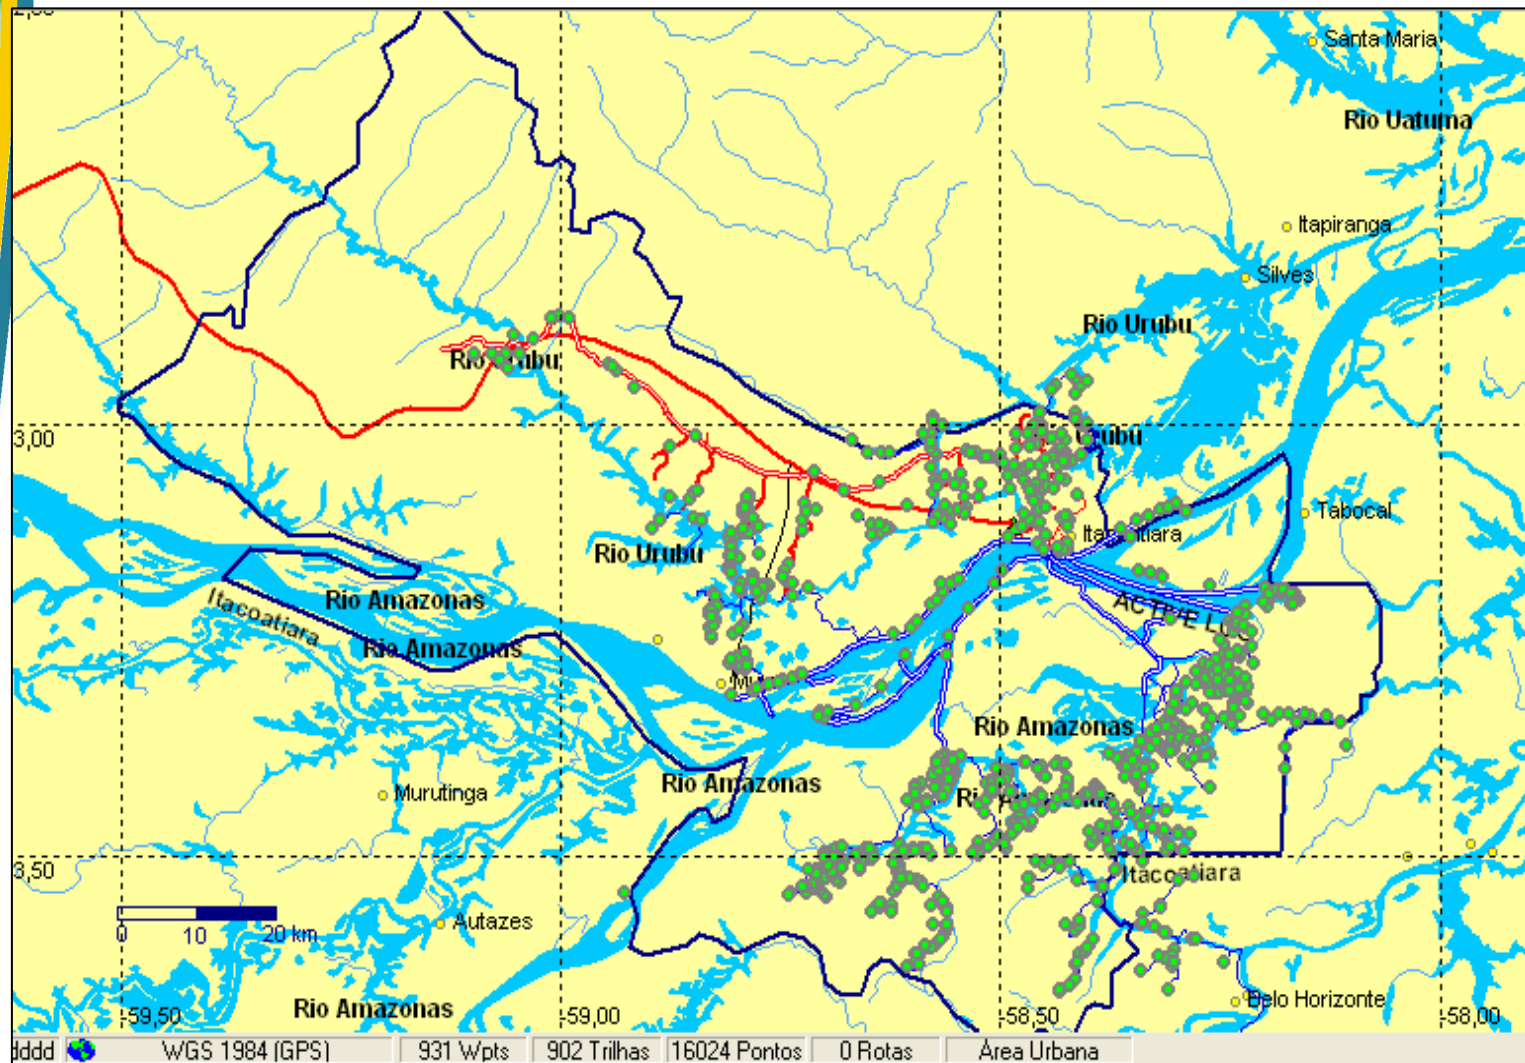 Santa Maria
Rio Uatuma
Itapiranga
Silves
Rio Urubu
Rio
3,00
Tabocal
Rio Urubu
Itacoatiara
Rio Amazonas
Rio Amazonas
Rio Amazonas
Rio Amazonas
Murutinga
3,50
Itacoatiara
Autazes
0 10 20 km
Rio Amazonas
Belo Horizonte
59,50
59,00
58,50
58,00
dddd WGS 1984 (GPS) 931 Wpts 902 Trilhas 16024 Pontos 0 Rotas Área Urbana